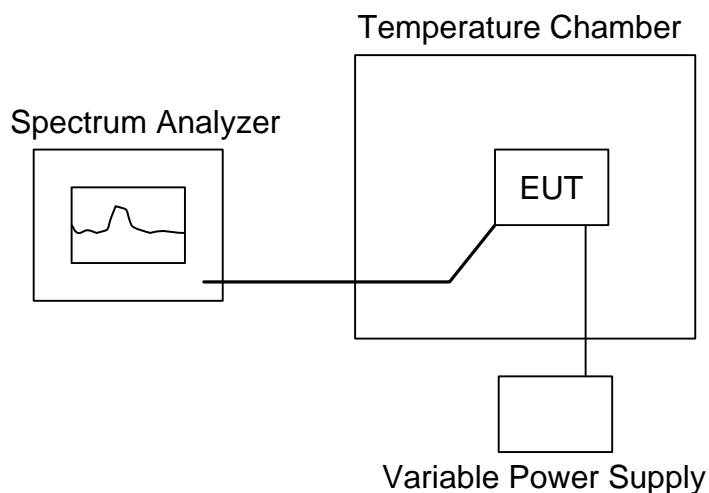 Temperature Chamber
Spectrum Analyzer
EUT
Variable Power Supply